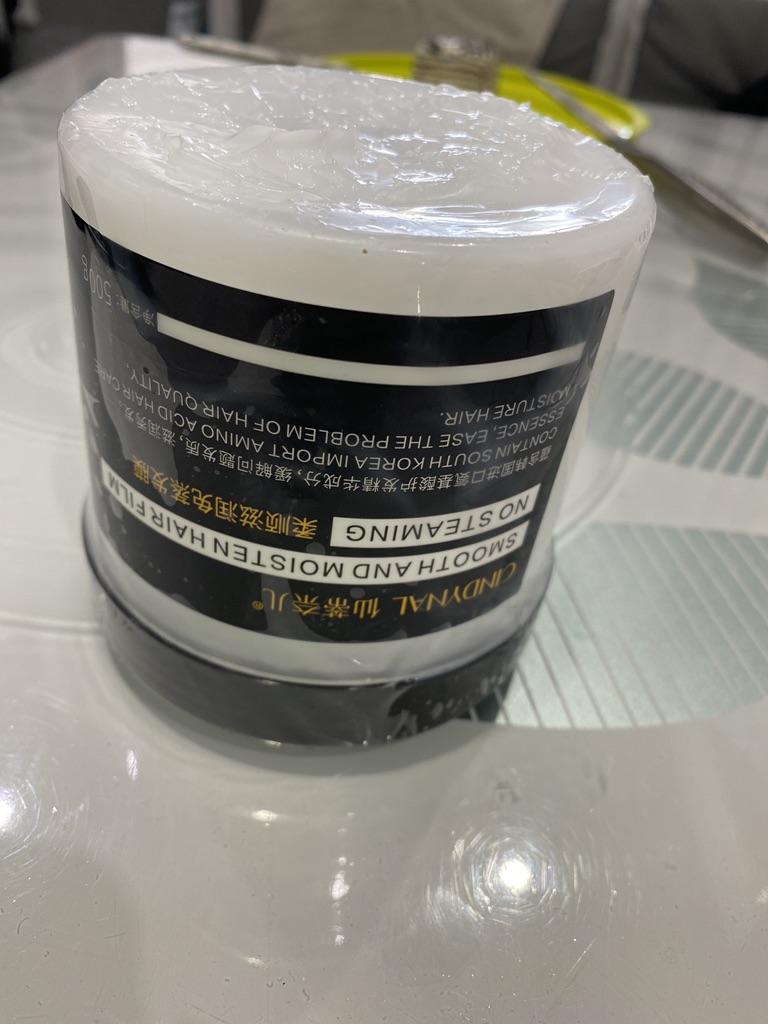 CINDYNAL 仙蒂奈儿®
SMOOTH AND MOISTEN HAIR FILM
NO STEAMING 柔顺滋润免蒸发膜
蕴含韩国进口氨基酸护发精华成分，缓解问题发质，滋润秀发。
CONTAIN SOUTH KOREA IMPORT AMINO ACID HAIR CARE
ESSENCE, EASE THE PROBLEM OF HAIR QUALITY,
MOISTURE HAIR.
净含量: 500g